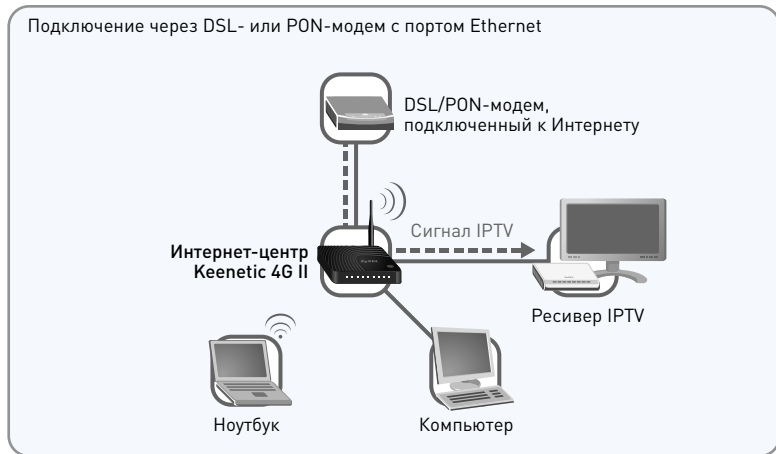 Подключение через DSL- или PON-модем с портом Ethernet
DSL/PON-модем,
подключенный к Интернету
Сигнал IPTV
Интернет-центр
Keenetic 4G II
Ресивер IPTV
Ноутбук
Компьютер